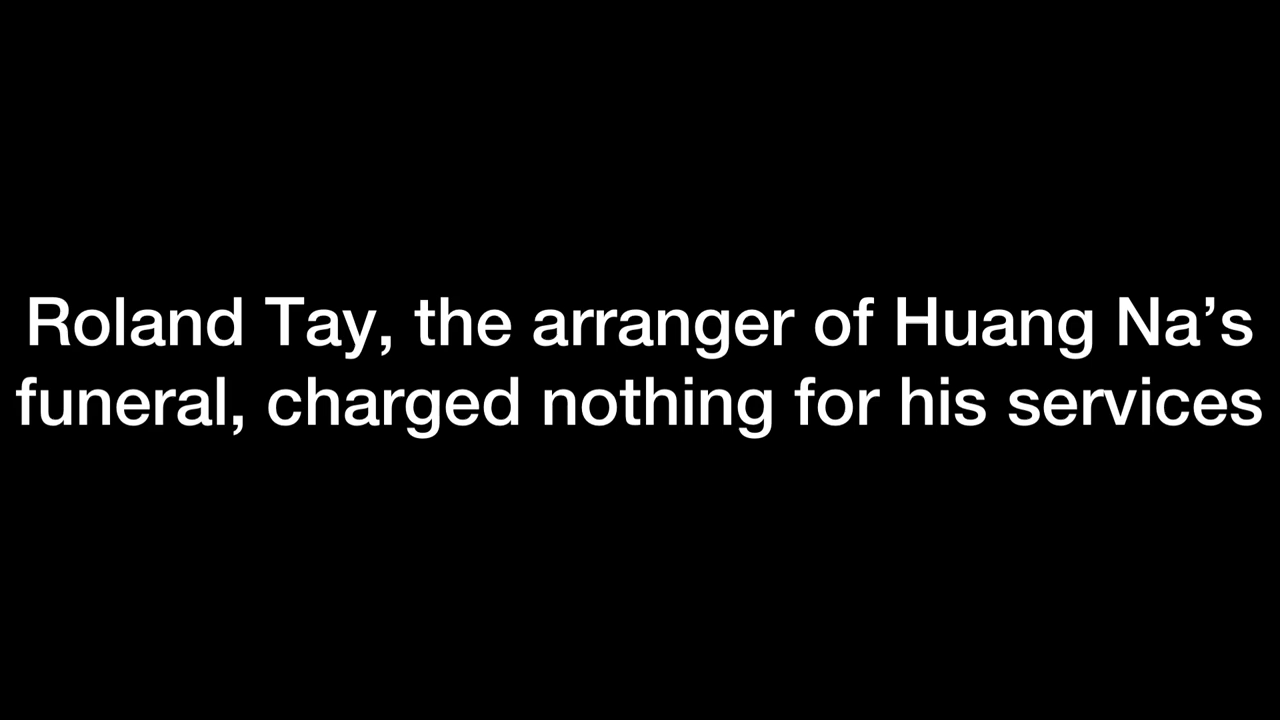 Roland Tay, the arranger of Huang Na’s
funeral, charged nothing for his services